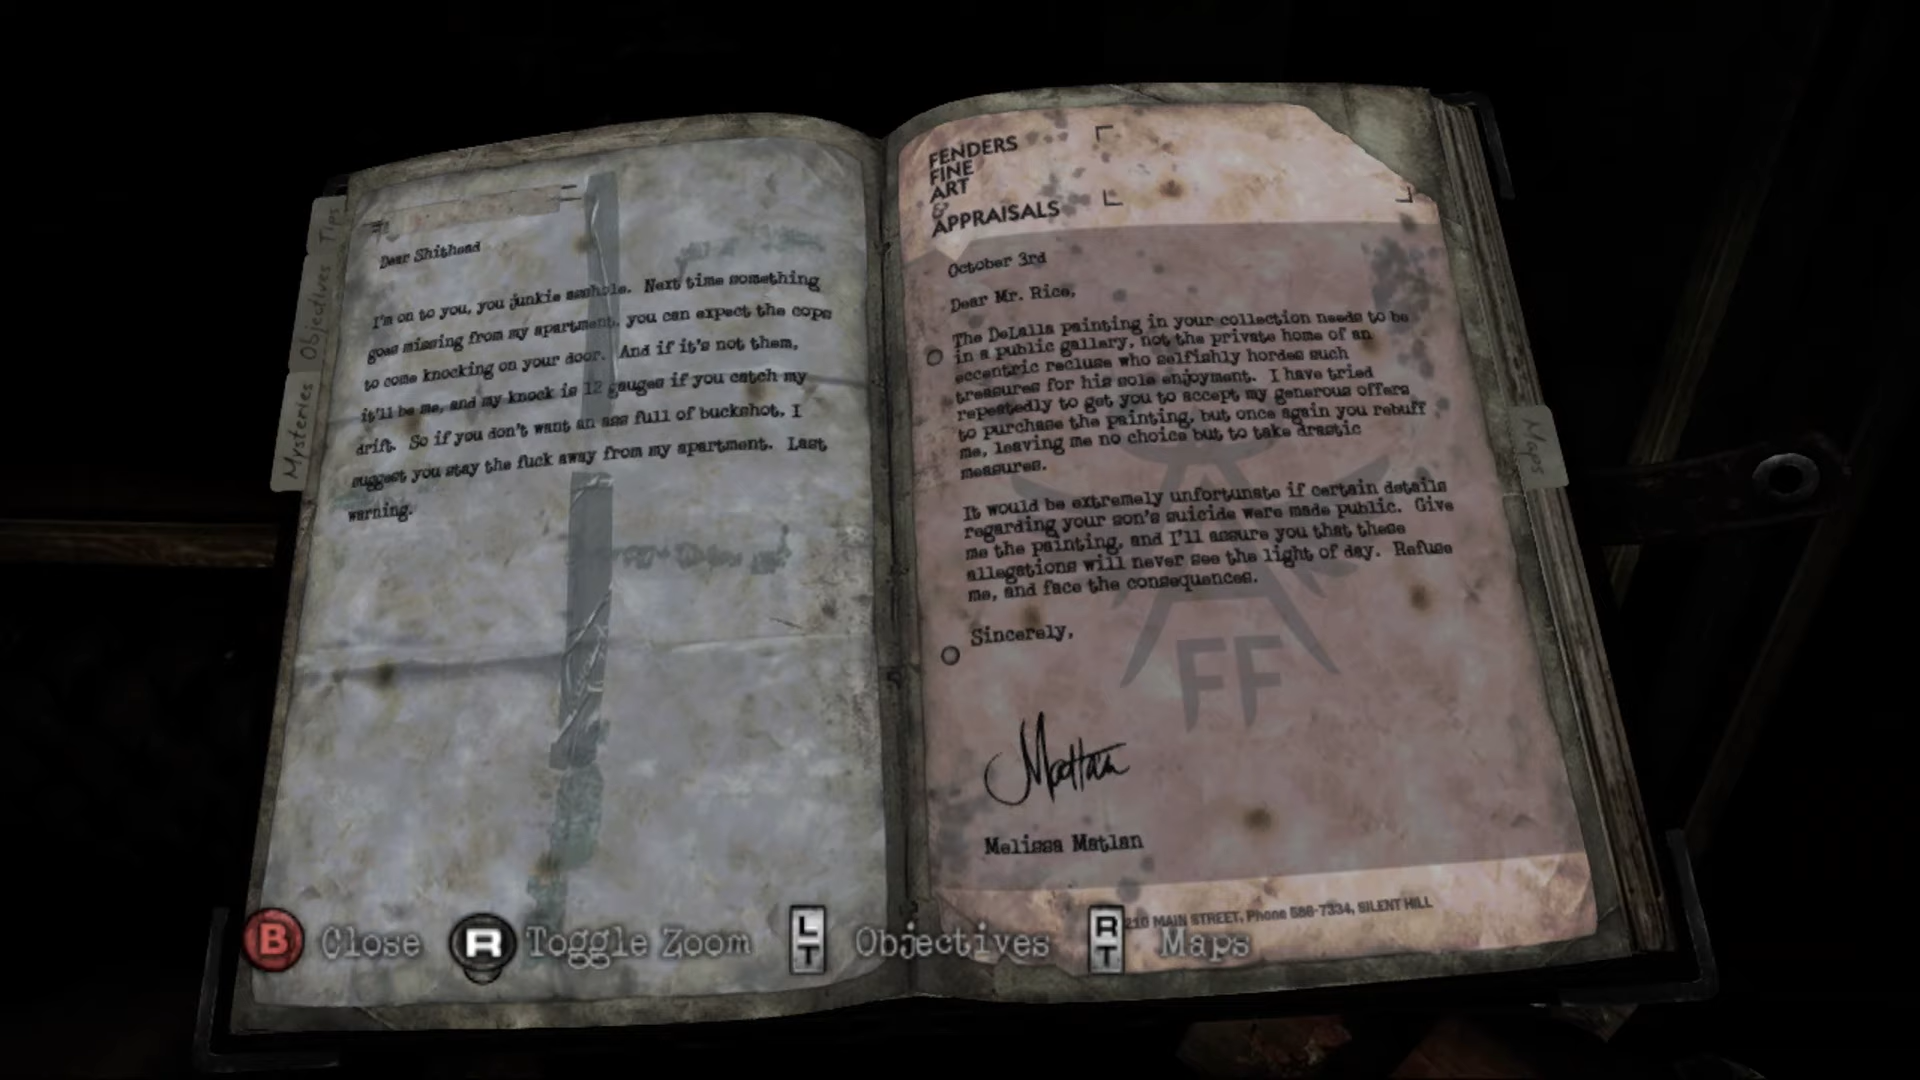 Tips
Objectives
Mysteries
Dear Shithead
I'm on to you, you junkie asshole. Next time something
goes missing from my apartment, you can expect the cops
to come knocking on your door. And if it's not them,
it'll be me, and my knock is 12 gauges if you catch my
drift. So if you don't want an ass full of buckshot, I
suggest you stay the fuck away from my apartment. Last
warning.
FENDERS
FINE
ART
&
APPRAISALS
October 3rd
Dear Mr. Rice,
The DeLalla painting in your collection needs to be
in a public gallary, not the private home of an
eccentric recluse who selfishly hordes such
treasures for his sole enjoyment. I have tried
repeatedly to get you to accept my generous offers
to purchase the painting, but once again you rebuff
me, leaving me no choice but to take drastic
measures.
It would be extremely unfortunate if certain details
regarding your son's suicide were made public. Give
me the painting, and I'll assure you that these
allegations will never see the light of day. Refuse
me, and face the consequences.
Sincerely,
FF
Matlan
Melissa Matlan
210 MAIN STREET, Phone 586-7334, SILENT HILL
Maps
B Close R Toggle Zoom LT Objectives RT Maps